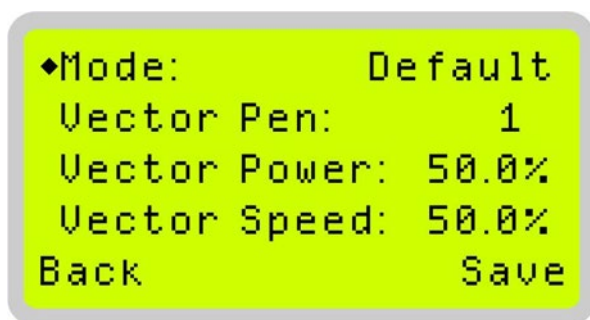 ◆Mode: Default
Vector Pen: 1
Vector Power: 50.0%
Vector Speed: 50.0%
Back Save